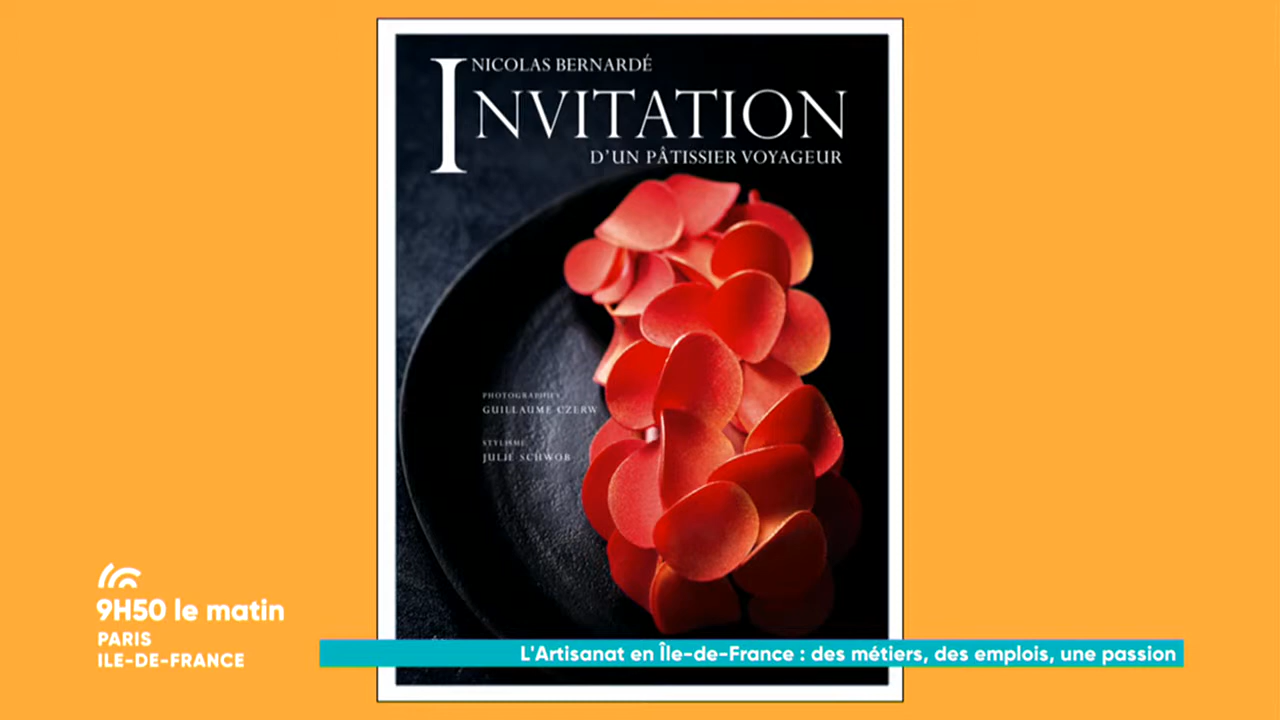 NICOLAS BERNARDÉ
INVITATION
D'UN PÂTISSIER VOYAGEUR
PHOTOGRAPHIES
GUILLAUME CZERW
STYLISME
JULIE SCHWOB
9H50 le matin
PARIS
ILE-DE-FRANCE
L'Artisanat en Île-de-France : des métiers, des emplois, une passion